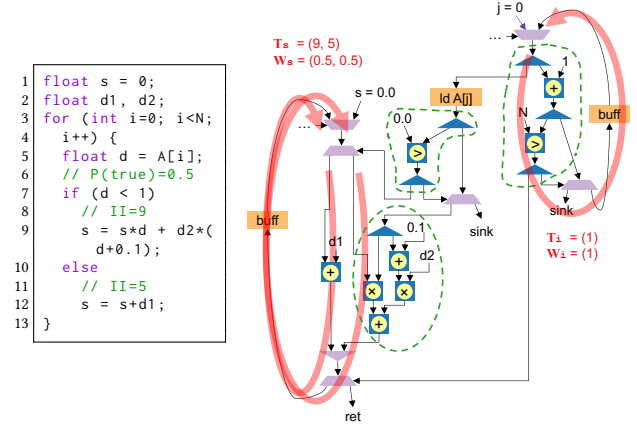 1 float s = 0;
2 float d1, d2;
3 for (int i=0; i<N;
4 i++) {
5 float d = A[i];
6 // P(true)=0.5
7 if (d < 1)
8 // II=9
9 s = s*d + d2*(
d+0.1);
10 else
11 // II=5
12 s = s+d1;
13 }
Ts = (9, 5)
Ws = (0.5, 0.5)
j = 0
...
1
+
N
>
buff
sink
Ti = (1)
Wi = (1)
ld A[j]
0.0
>
sink
s = 0.0
...
buff
d1
+
0.1
+
d2
×
×
+
ret